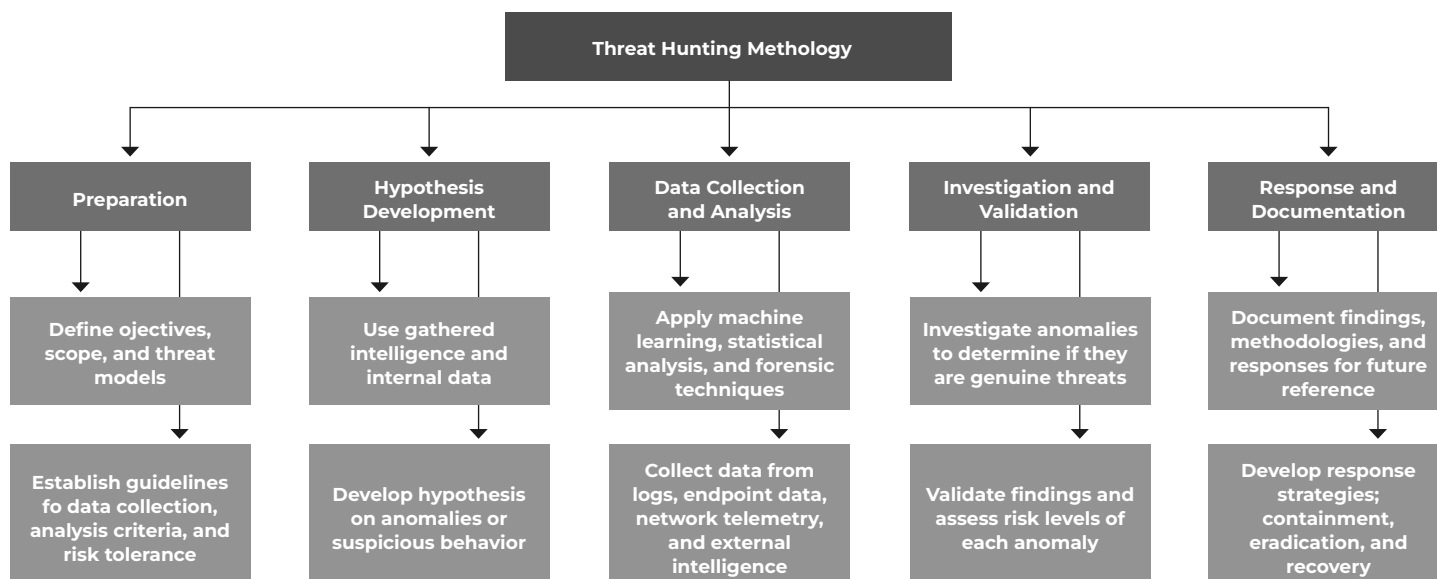 Threat Hunting Methology
Preparation
Hypothesis
Development
Data Collection
and Analysis
Investigation and
Validation
Response and
Documentation
Define ojectives,
scope, and threat
models
Use gathered
intelligence and
internal data
Apply machine
learning, statistical
analysis, and forensic
techniques
Investigate anomalies
to determine if they
are genuine threats
Document findings,
methodologies, and
responses for future
reference
Establish guidelines
fo data collection,
analysis criteria, and
risk tolerance
Develop hypothesis
on anomalies or
suspicious behavior
Collect data from
logs, endpoint data,
network telemetry,
and external
intelligence
Validate findings and
assess risk levels of
each anomaly
Develop response
strategies;
containment,
eradication, and
recovery